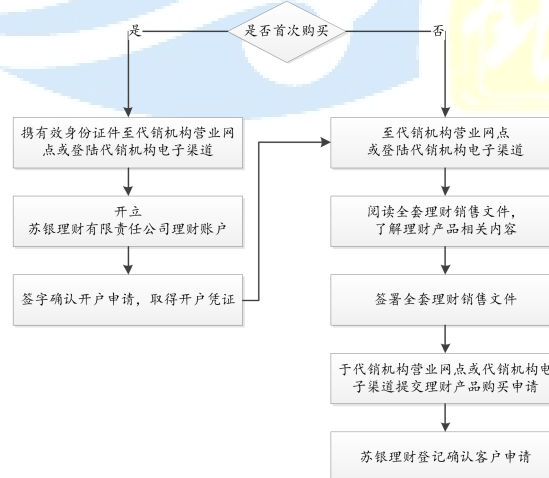 是否首次购买
是
否
携有效身份证件至代销机构营业网
点或登陆代销机构电子渠道
开立
苏银理财有限责任公司理财账户
签字确认开户申请，取得开户凭证
至代销机构营业网点
或登陆代销机构电子渠道
阅读全套理财销售文件，
了解理财产品相关内容
签署全套理财销售文件
于代销机构营业网点或代销机构电
子渠道提交理财产品购买申请
苏银理财登记确认客户申请